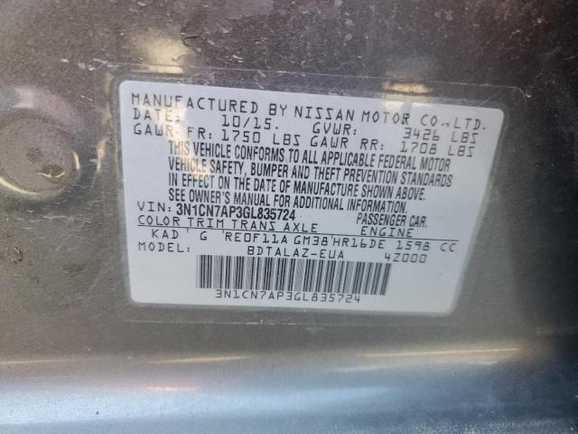 MANUFACTURED BY NISSAN MOTOR CO.,LTD.
DATE: 10/15. GVWR: 3426 LBS
GAWR FR: 1750 LBS GAWR RR: 1708 LBS
THIS VEHICLE CONFORMS TO ALL APPLICABLE FEDERAL MOTOR
VEHICLE SAFETY, BUMPER AND THEFT PREVENTION STANDARDS
IN EFFECT ON THE DATE OF MANUFACTURE SHOWN ABOVE.
SEE OWNER'S MANUAL FOR ADDITIONAL INFORMATION
VIN: 3N1CN7AP3GL835724 PASSENGER CAR.
COLOR TRIM TRANS AXLE ENGINE
KAD G RE0F11A GM38 HR16DE 1598 CC
MODEL: BDTALAZ-EUA 4Z000
3N1CN7AP3GL835724